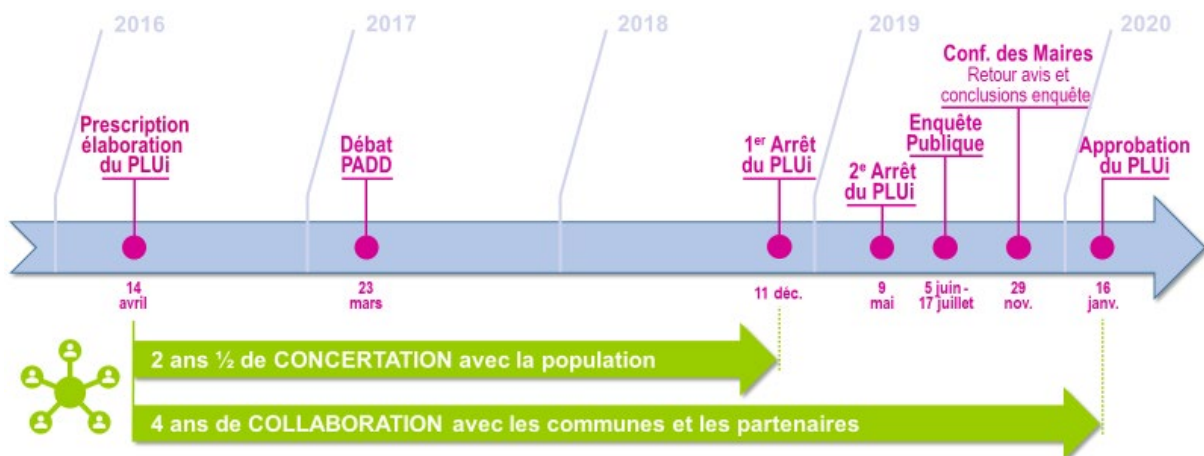 2016
2017
2018
2019
2020
Prescription
élaboration
du PLUi
Débat
PADD
1er Arrêt
du PLUi
2e Arrêt
du PLUi
Enquête
Publique
Conf. des Maires
Retour avis et
conclusions enquête
Approbation
du PLUi
14
avril
23
mars
11 déc.
9
mai
5 juin -
17 juillet
29
nov.
16
janv.
2 ans ½ de CONCERTATION avec la population
4 ans de COLLABORATION avec les communes et les partenaires